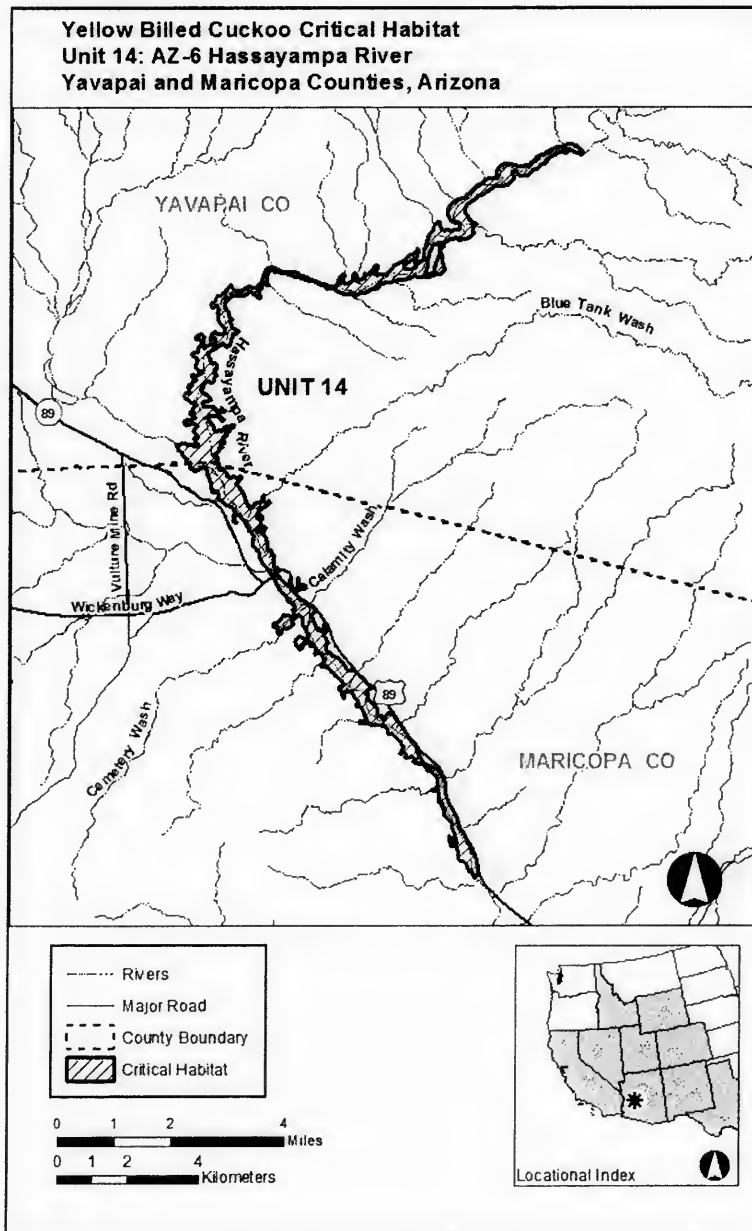 Yellow Billed Cuckoo Critical Habitat
Unit 14: AZ-6 Hassayampa River
Yavapai and Maricopa Counties, Arizona
YAVAPAI CO
Blue Tank Wash
Hassayampa River
UNIT 14
89
Vulture Mine Rd
Calamity Wash
Wickenburg Way
89
Cemetery Wash
MARICOPA CO
Rivers
Major Road
County Boundary
Critical Habitat
0 1 2 4
Miles
0 1 2 4
Kilometers
Locational Index